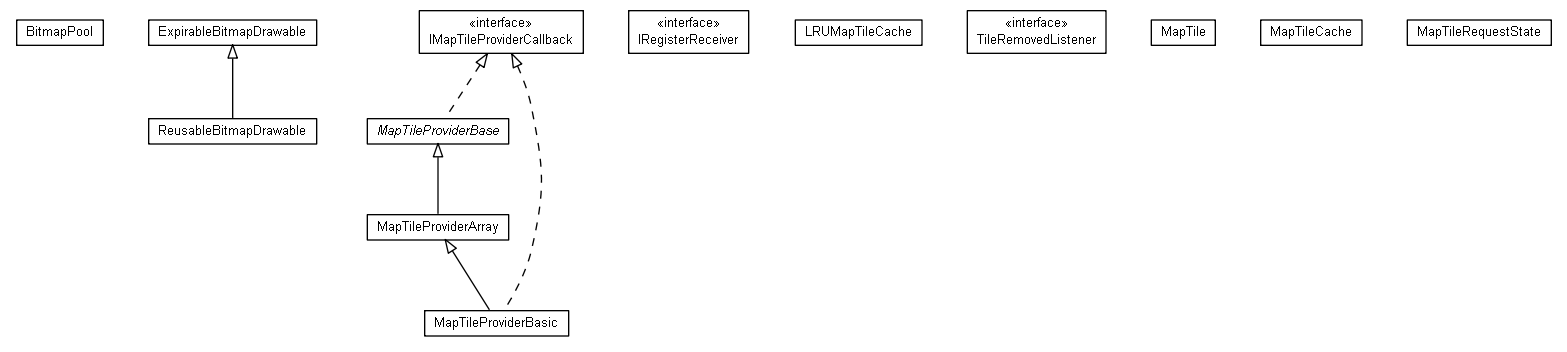 BitmapPool
ExpirableBitmapDrawable
«interface»
IMapTileProviderCallback
«interface»
IRegisterReceiver
LRUMapTileCache
«interface»
TileRemovedListener
MapTile
MapTileCache
MapTileRequestState
ReusableBitmapDrawable
MapTileProviderBase
MapTileProviderArray
MapTileProviderBasic